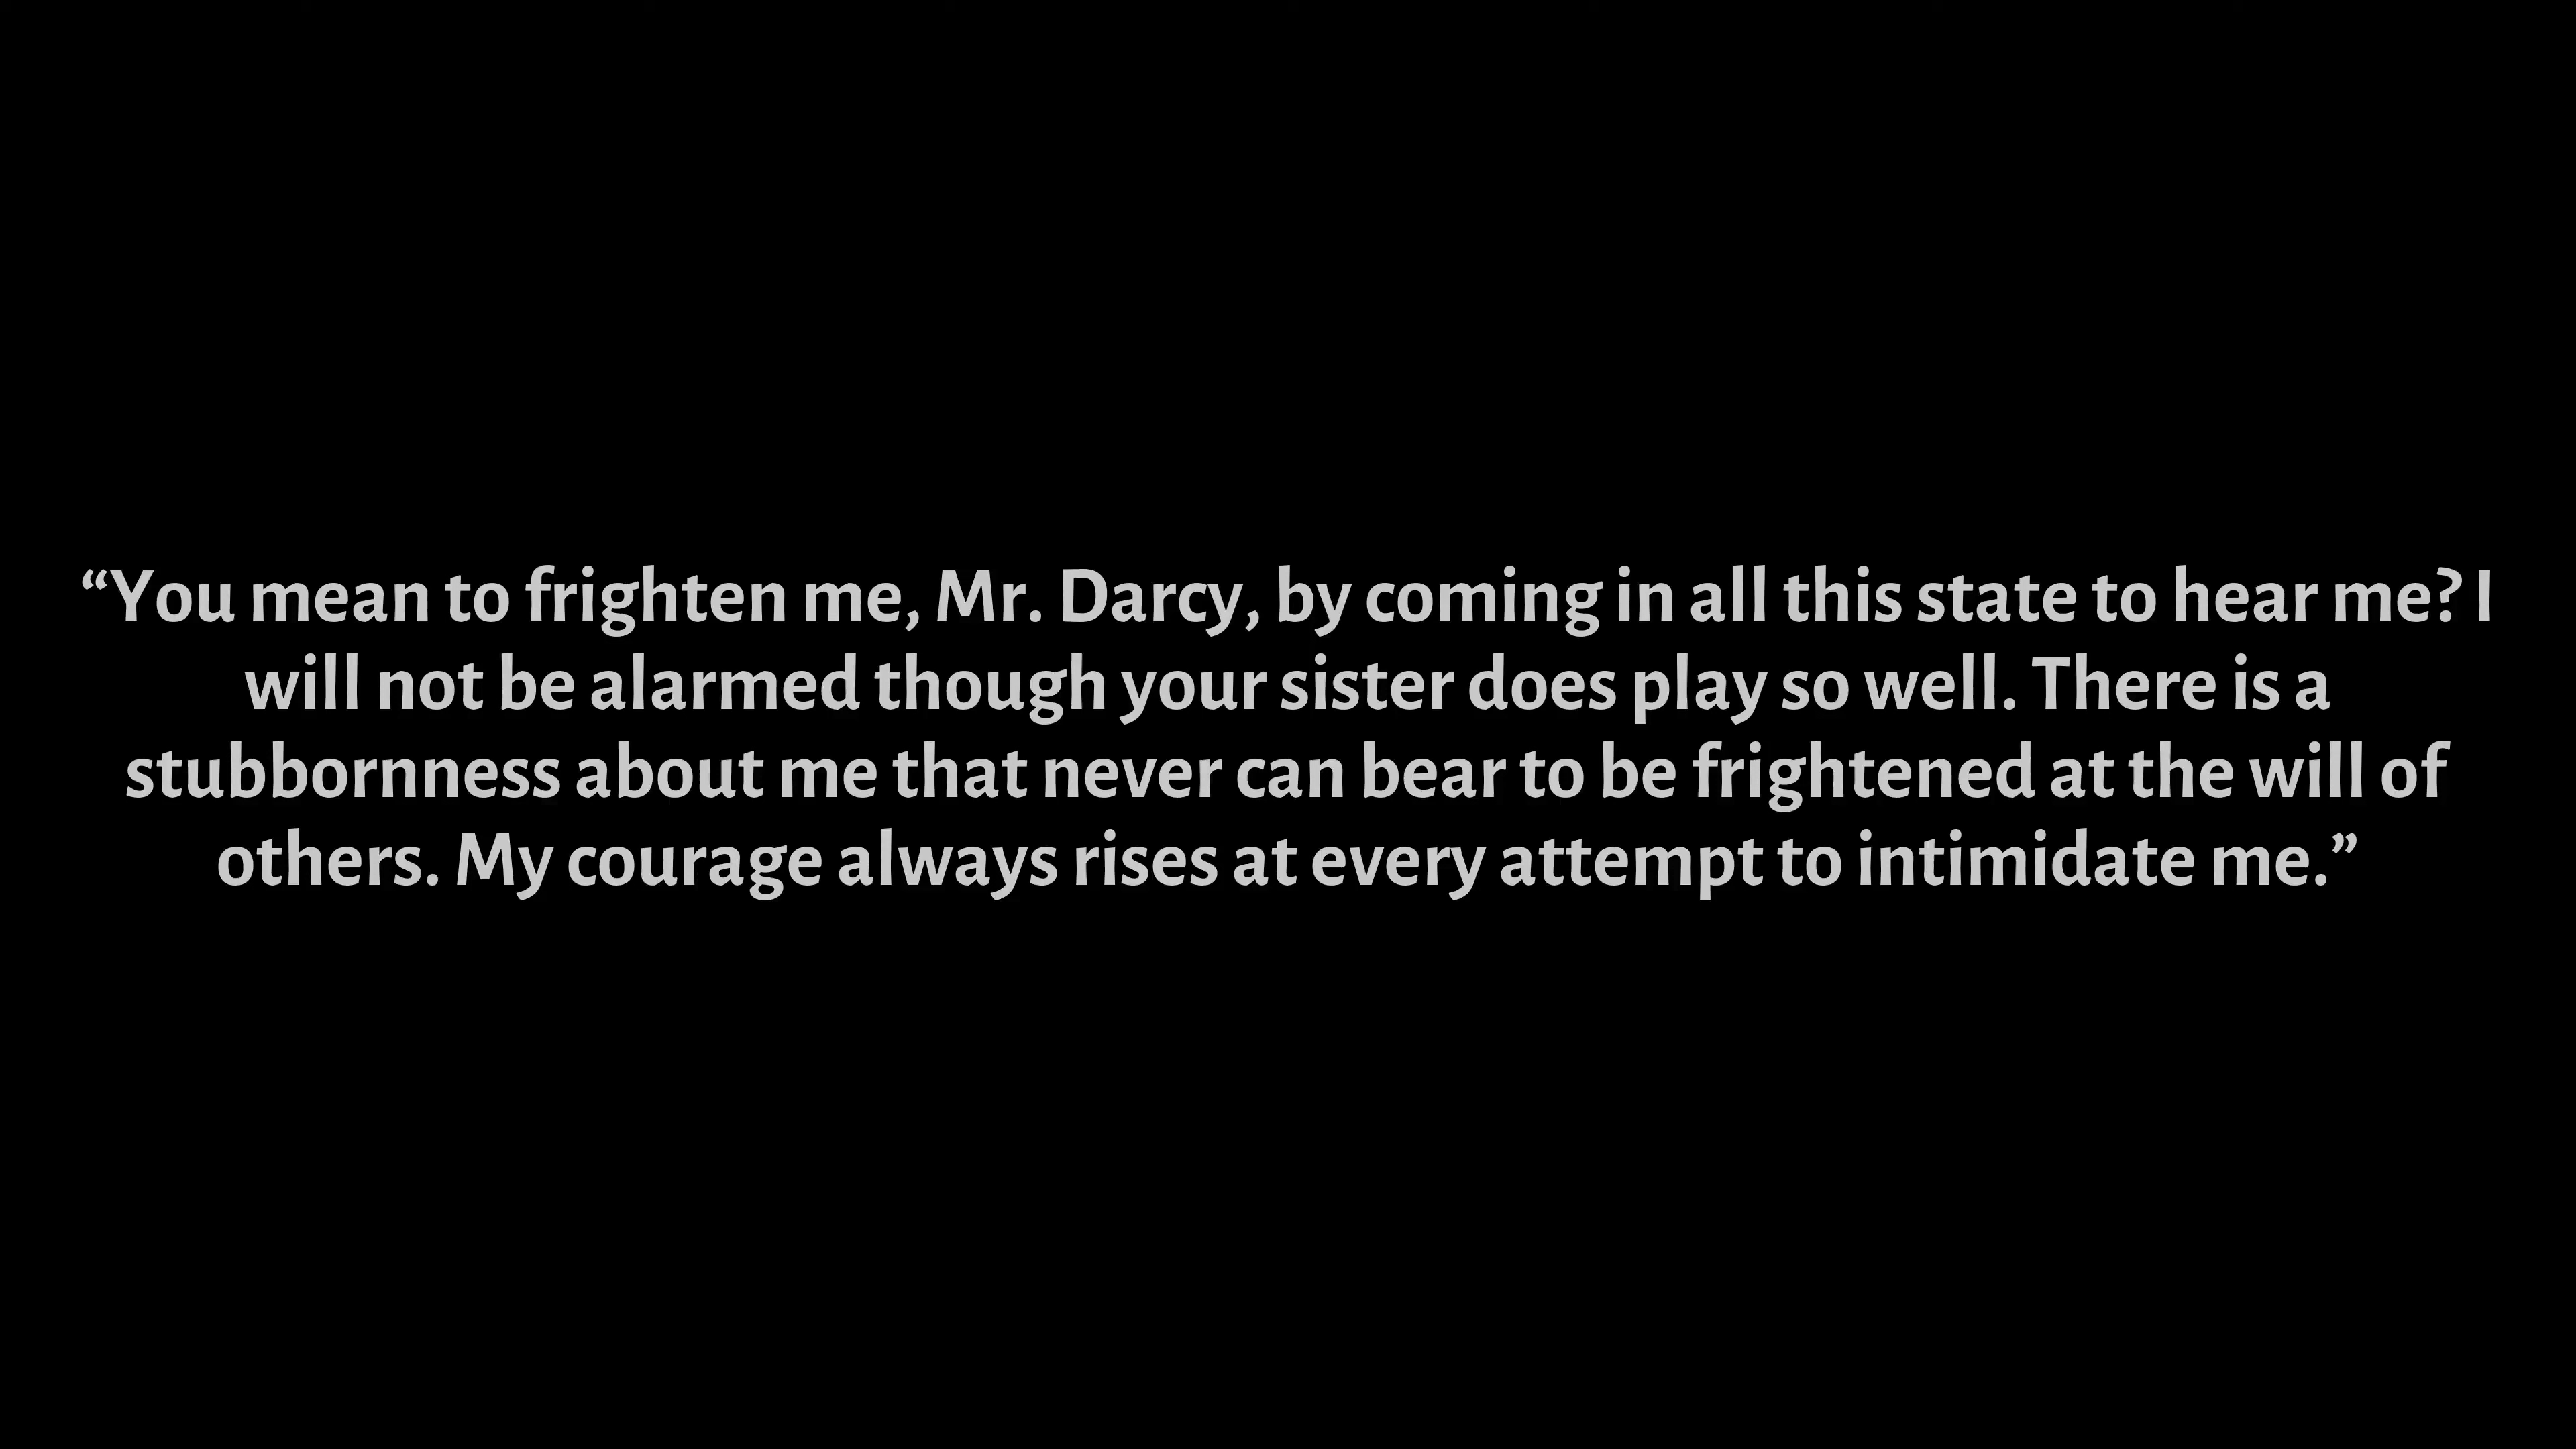 “You mean to frighten me, Mr. Darcy, by coming in all this state to hear me? I
will not be alarmed though your sister does play so well. There is a
stubbornness about me that never can bear to be frightened at the will of
others. My courage always rises at every attempt to intimidate me.”